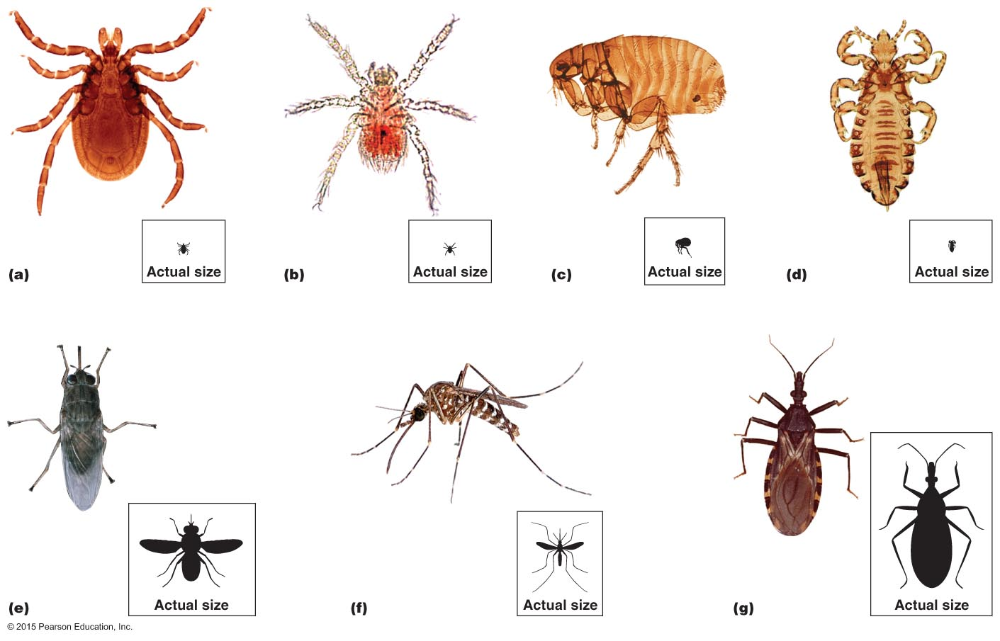 Actual size
Actual size
Actual size
Actual size
(a)
(b)
(c)
(d)
Actual size
Actual size
Actual size
(e)
(f)
(g)
© 2015 Pearson Education, Inc.